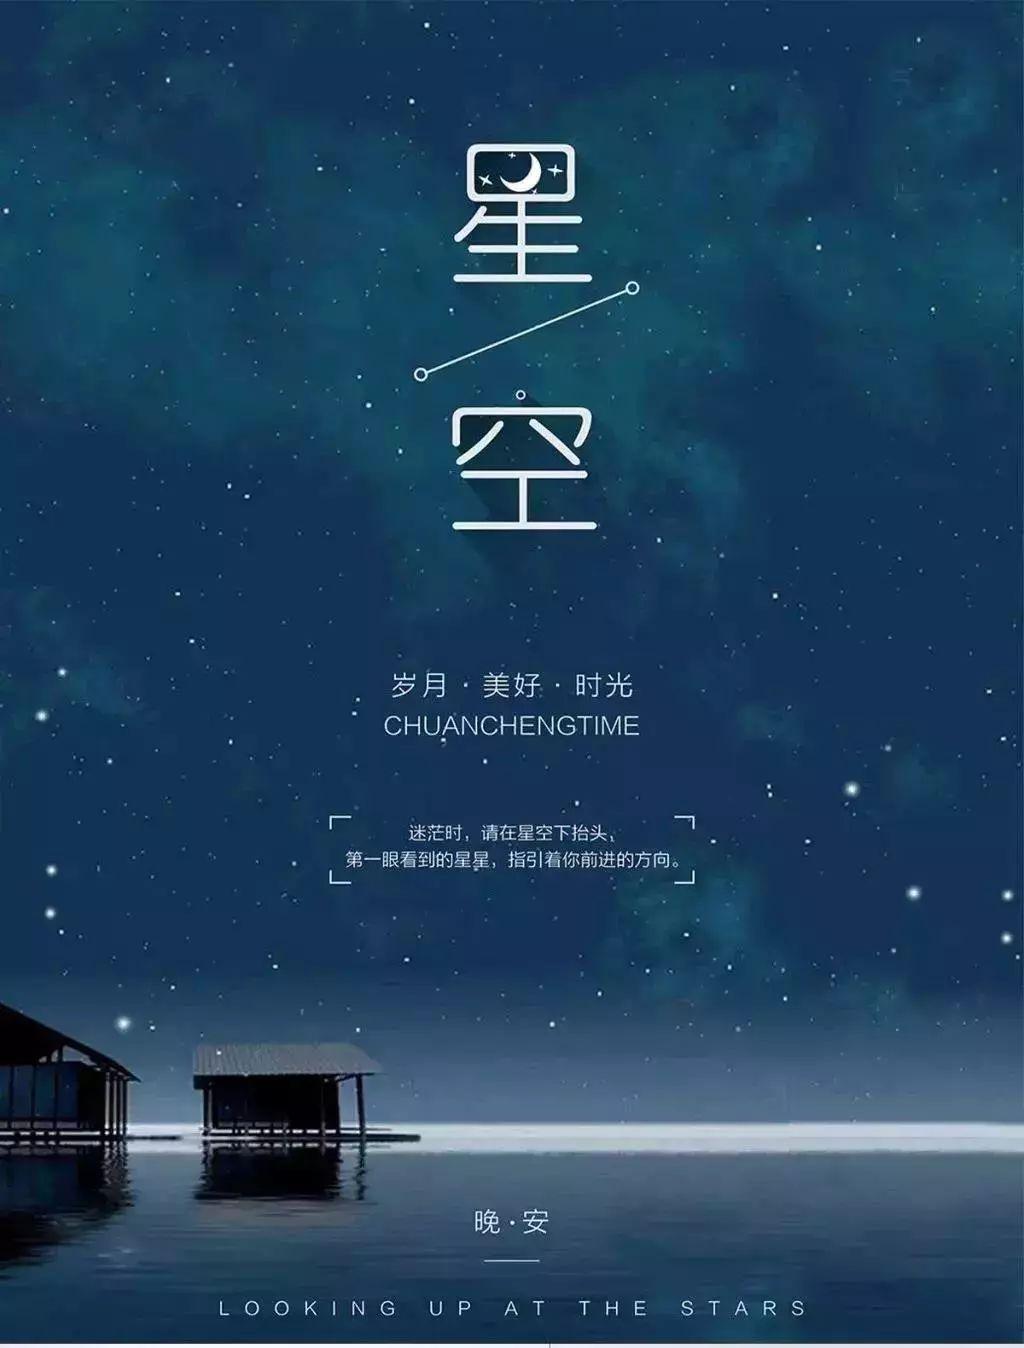 星
空
岁月·美好·时光
CHUANCHENGTIME
迷茫时，请在星空下抬头，
第一眼看到的星星，指引着你前进的方向。
晚·安
LOOKING UP AT THE STARS